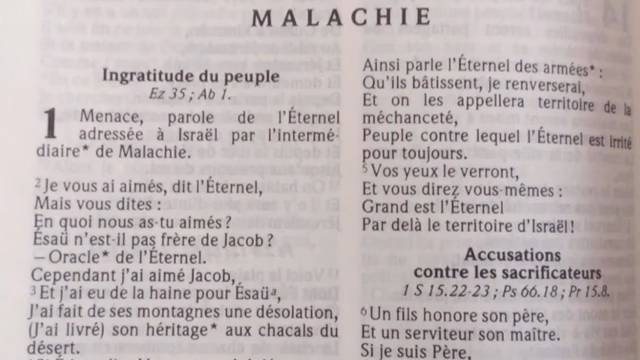 MALACHIE
Ingratitude du peuple
Ez 35 ; Ab 1.
1 Menace, parole de l'Éternel
adressée à Israël par l'intermé-
diaire* de Malachie.
2 Je vous ai aimés, dit l'Éternel,
Mais vous dites :
En quoi nous as-tu aimés ?
Ésaü n'est-il pas frère de Jacob ?
– Oracle* de l'Éternel.
Cependant j'ai aimé Jacob,
3 Et j'ai eu de la haine pour Ésaüa,
J'ai fait de ses montagnes une désolation,
(J'ai livré) son héritage* aux chacals du
désert.
Ainsi parle l'Éternel des armées* :
Qu'ils bâtissent, je renverserai,
Et on les appellera territoire de la
méchanceté,
Peuple contre lequel l'Éternel est irrité
pour toujours.
5 Vos yeux le verront,
Et vous direz vous-mêmes :
Grand est l'Éternel
Par delà le territoire d'Israël !
Accusations
contre les sacrificateurs
1 S 15.22-23 ; Ps 66.18 ; Pr 15.8.
6 Un fils honore son père,
Et un serviteur son maître.
Si je suis Père,